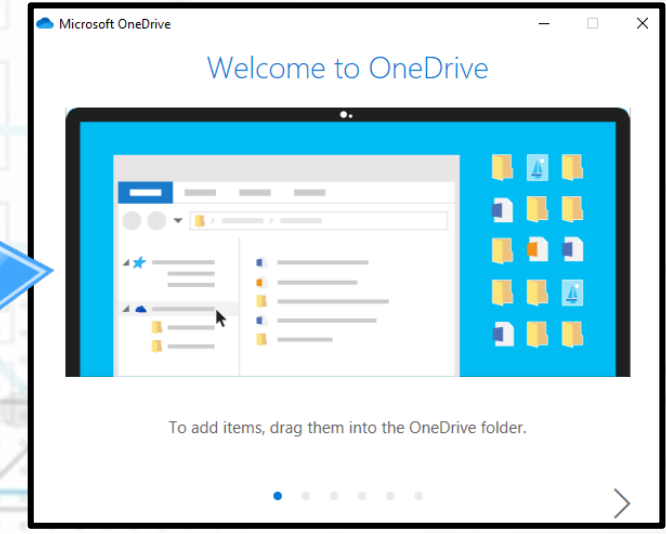 Microsoft OneDrive
Welcome to OneDrive
To add items, drag them into the OneDrive folder.